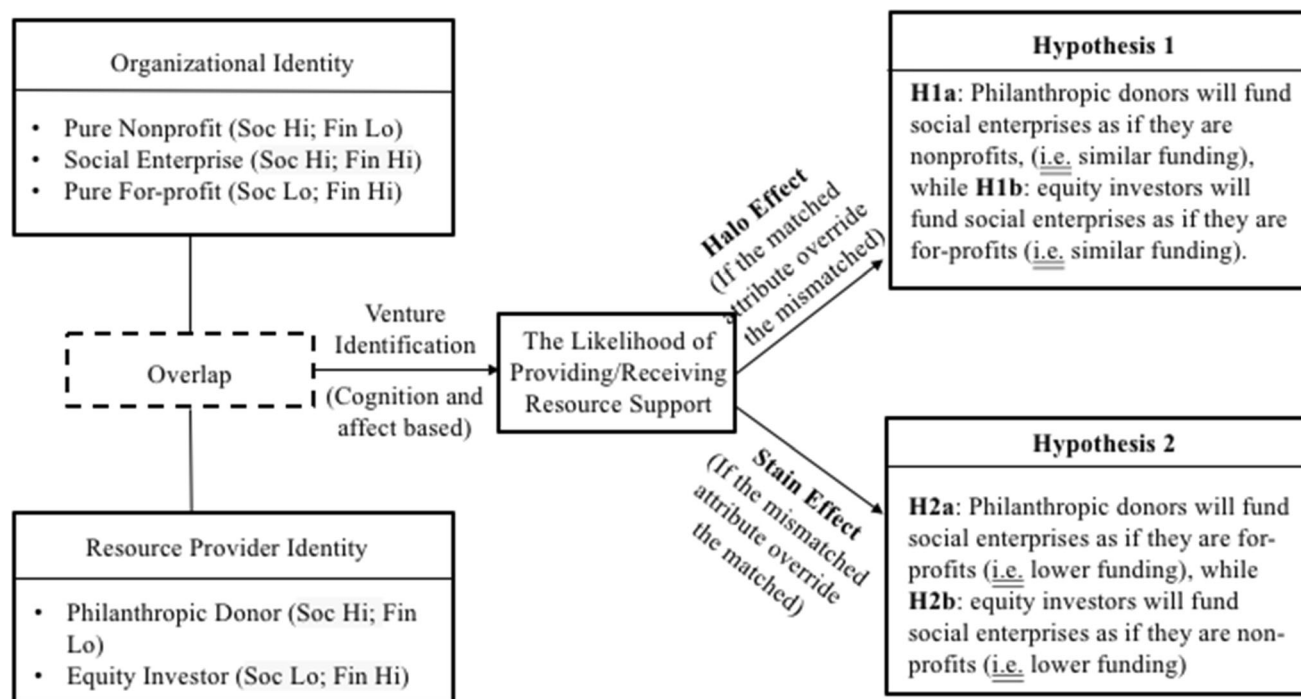 Organizational Identity
• Pure Nonprofit (Soc Hi; Fin Lo)
• Social Enterprise (Soc Hi; Fin Hi)
• Pure For-profit (Soc Lo; Fin Hi)
Overlap
Resource Provider Identity
• Philanthropic Donor (Soc Hi; Fin
Lo)
• Equity Investor (Soc Lo; Fin Hi)
Venture
Identification
(Cognition and
affect based)
The Likelihood of
Providing/Receiving
Resource Support
Halo Effect
(If the matched
attribute override
the mismatched)
Stain Effect
(If the mismatched
attribute override
the matched)
Hypothesis 1
H1a: Philanthropic donors will fund
social enterprises as if they are
nonprofits, (i.e. similar funding),
while H1b: equity investors will
fund social enterprises as if they are
for-profits (i.e. similar funding).
Hypothesis 2
H2a: Philanthropic donors will fund
social enterprises as if they are for-
profits (i.e. lower funding), while
H2b: equity investors will fund
social enterprises as if they are non-
profits (i.e. lower funding)